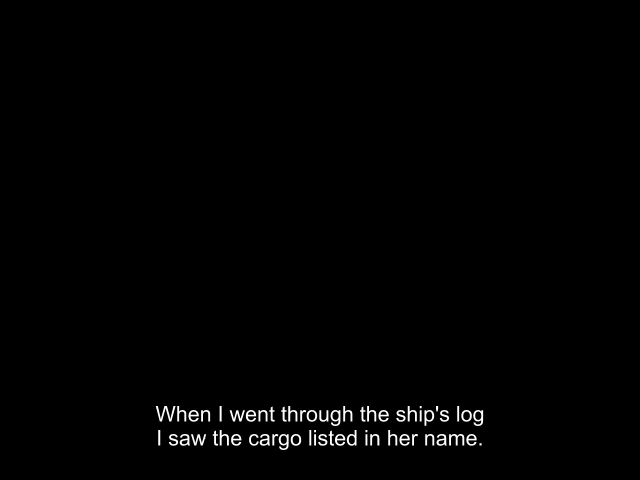 When I went through the ship's log
I saw the cargo listed in her name.